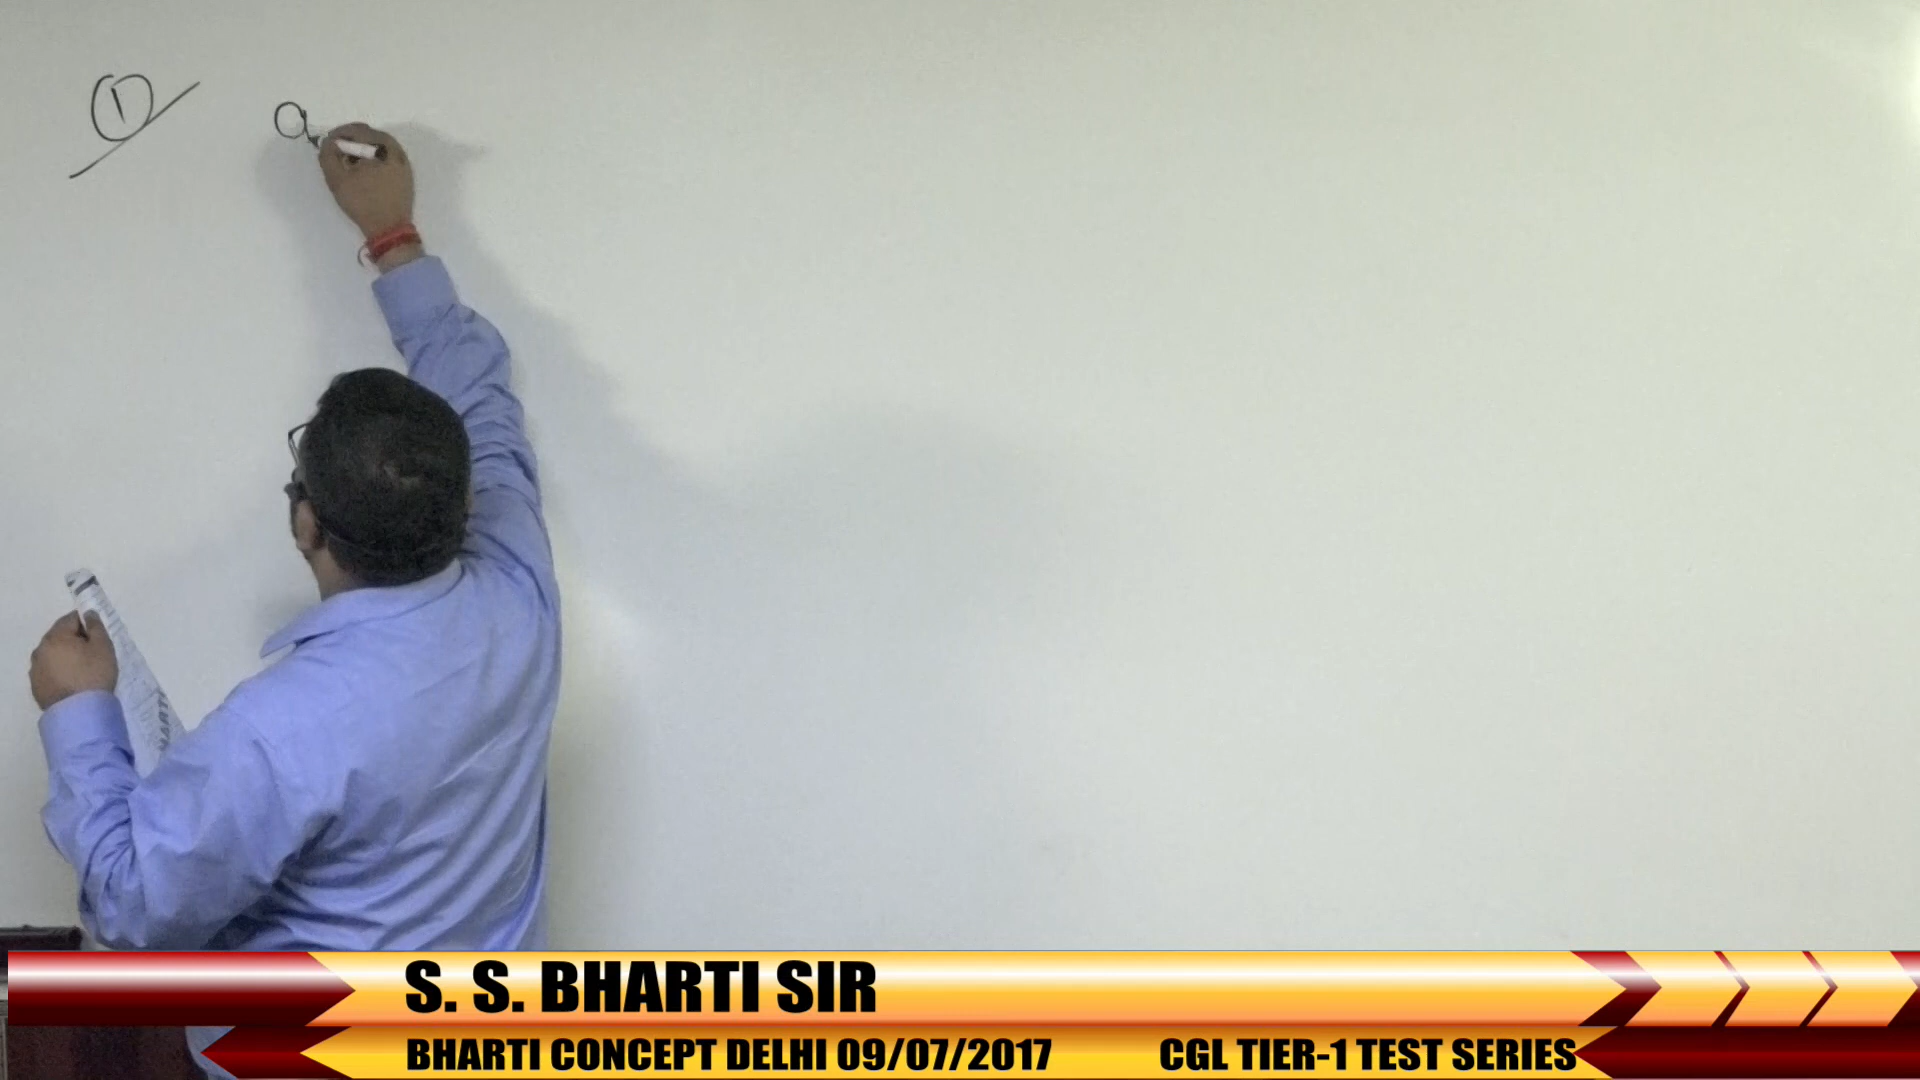 ① a
S. S. BHARTI SIR
BHARTI CONCEPT DELHI 09/07/2017 CGL TIER-1 TEST SERIES